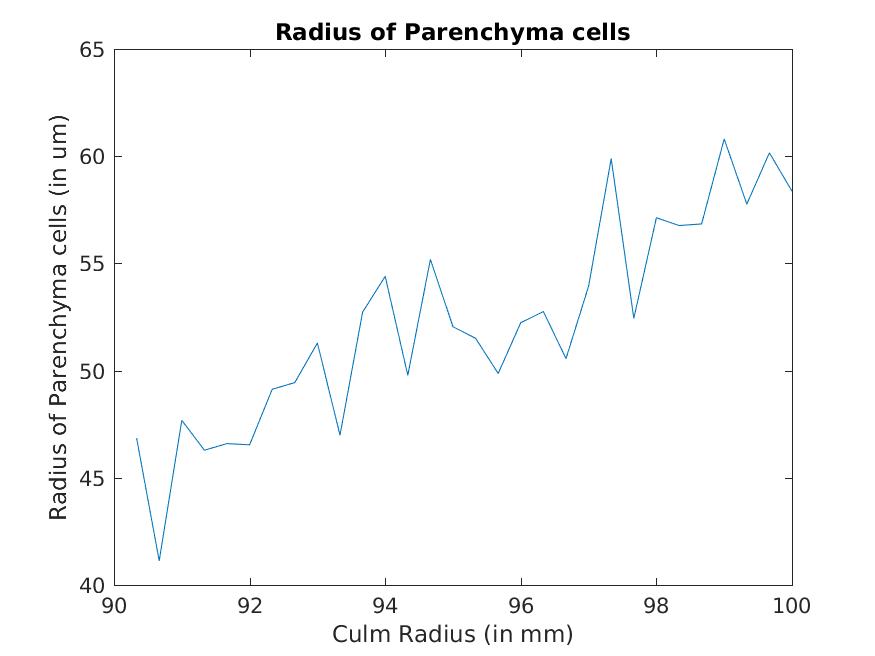 Radius of Parenchyma cells
65
60
55
50
45
40
Radius of Parenchyma cells (in um)
90 92 94 96 98 100
Culm Radius (in mm)